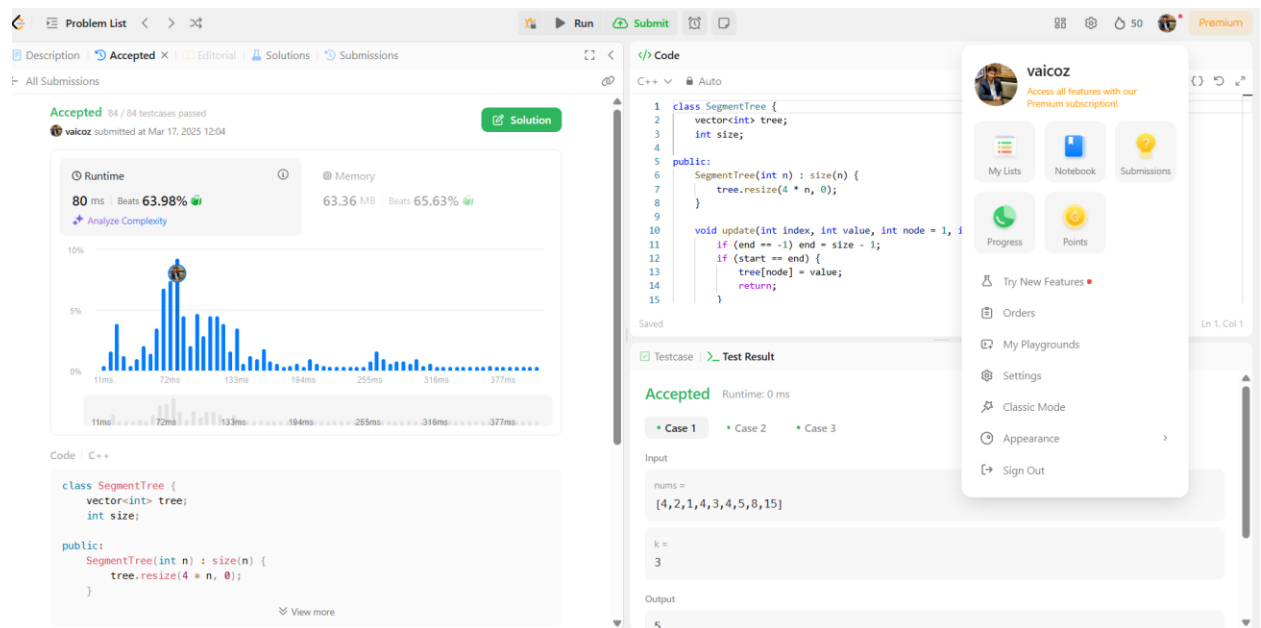 Problem List
Run
Submit
50
Premium
Description
Accepted
Editorial
Solutions
Submissions
All Submissions
Accepted 84 / 84 testcases passed
vaicoz submitted at Mar 17, 2025 12:04
Solution
Runtime
80 ms Beats 63.98%
Analyze Complexity
Memory
63.36 MB Beats 65.63%
10%
5%
0%
11ms 72ms 133ms 194ms 255ms 316ms 377ms
11ms 72ms 133ms 194ms 255ms 316ms 377ms
Code C++
class SegmentTree {
vector<int> tree;
int size;
public:
SegmentTree(int n) : size(n) {
tree.resize(4 * n, 0);
}
View more
</> Code
C++ Auto
1 class SegmentTree {
2 vector<int> tree;
3 int size;
4
5 public:
6 SegmentTree(int n) : size(n) {
7 tree.resize(4 * n, 0);
8 }
9
10 void update(int index, int value, int node = 1, i
11 if (end == -1) end = size - 1;
12 if (start == end) {
13 tree[node] = value;
14 return;
15 }
Saved
Ln 1, Col 1
Testcase
>_ Test Result
Accepted Runtime: 0 ms
Case 1 Case 2 Case 3
Input
nums =
[4,2,1,4,3,4,5,8,15]
k =
3
Output
5
vaicoz
Access all features with our
Premium subscription!
My Lists
Notebook
Submissions
Progress
Points
Try New Features
Orders
My Playgrounds
Settings
Classic Mode
Appearance
Sign Out